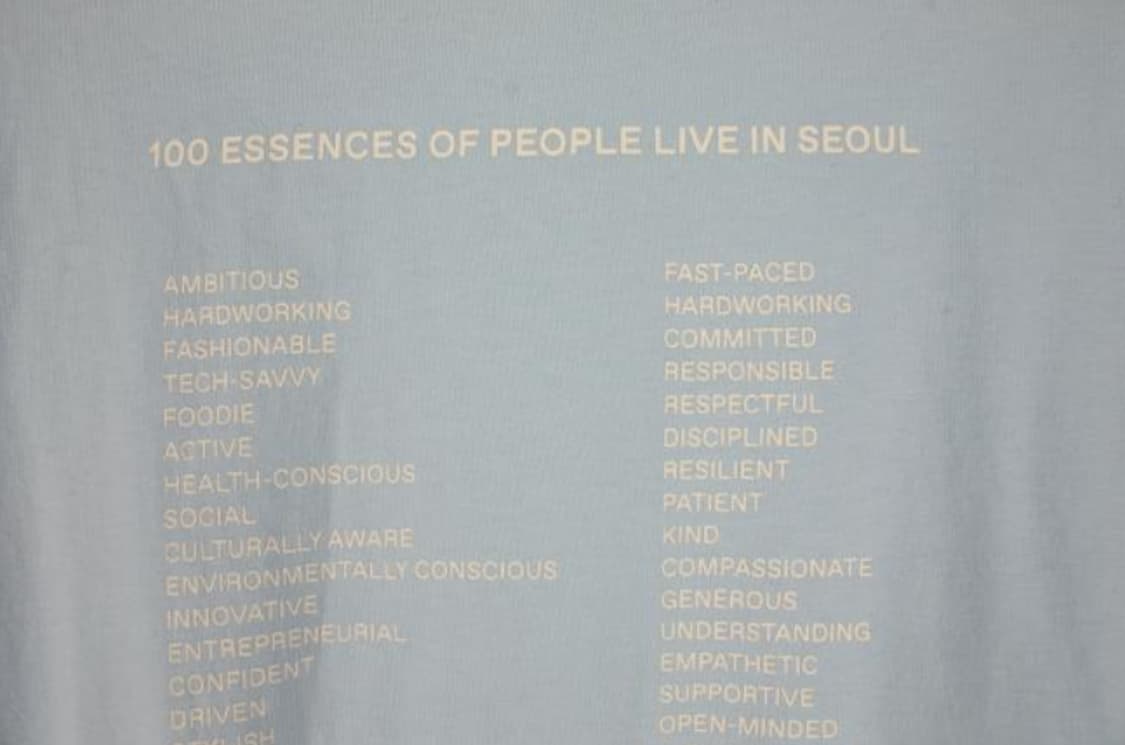 100 ESSENCES OF PEOPLE LIVE IN SEOUL
AMBITIOUS
HARDWORKING
FASHIONABLE
TECH-SAVVY
FOODIE
ACTIVE
HEALTH-CONSCIOUS
SOCIAL
CULTURALLY AWARE
ENVIRONMENTALLY CONSCIOUS
INNOVATIVE
ENTREPRENEURIAL
CONFIDENT
DRIVEN
STYLISH
FAST-PACED
HARDWORKING
COMMITTED
RESPONSIBLE
RESPECTFUL
DISCIPLINED
RESILIENT
PATIENT
KIND
COMPASSIONATE
GENEROUS
UNDERSTANDING
EMPATHETIC
SUPPORTIVE
OPEN-MINDED